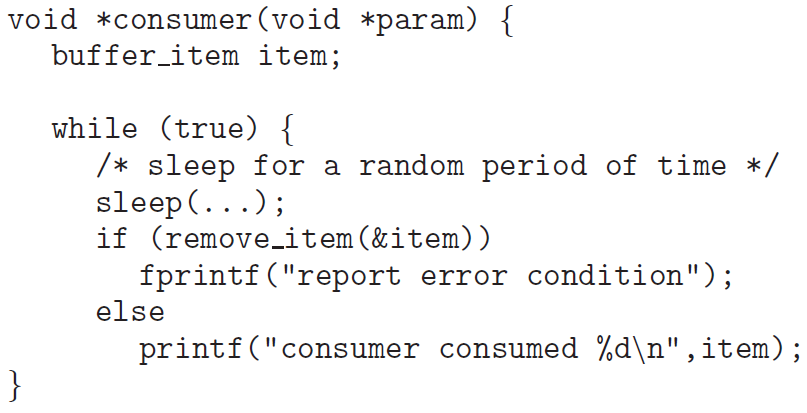 void *consumer(void *param) {
buffer_item item;
while (true) {
/* sleep for a random period of time */
sleep(...);
if (remove_item(&item))
fprintf("report error condition");
else
printf("consumer consumed %d\n",item);
}